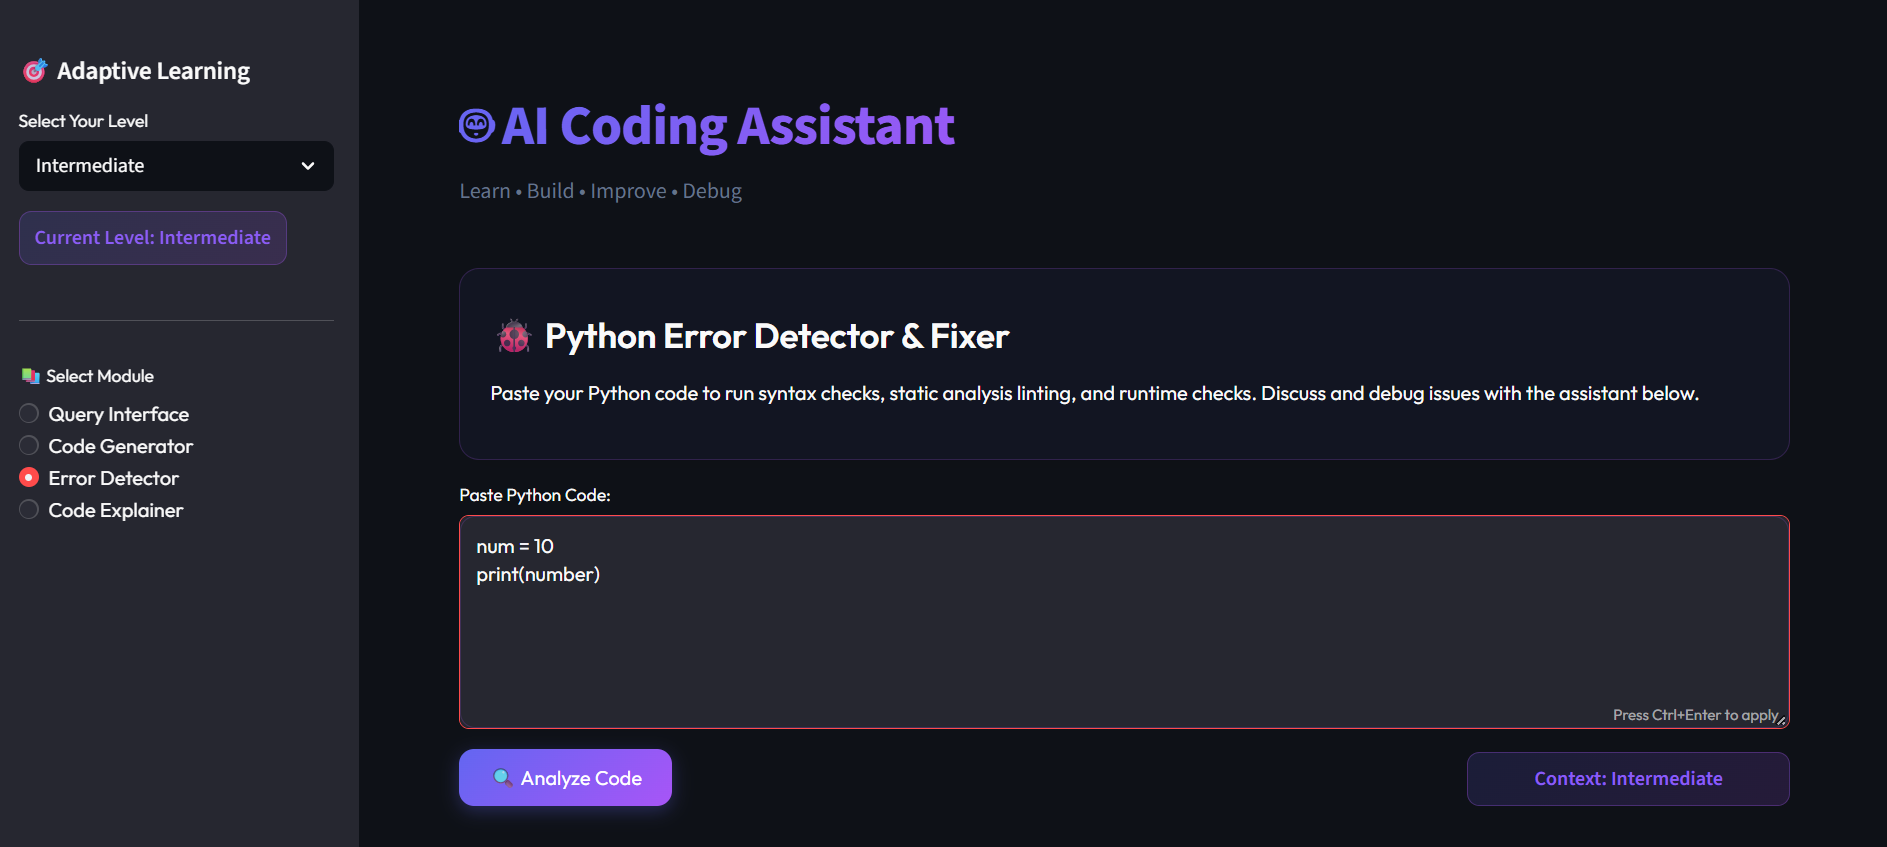 Adaptive Learning
Select Your Level
Intermediate
Current Level: Intermediate
Select Module
Query Interface
Code Generator
Error Detector
Code Explainer
AI Coding Assistant
Learn • Build • Improve • Debug
Python Error Detector & Fixer
Paste your Python code to run syntax checks, static analysis linting, and runtime checks. Discuss and debug issues with the assistant below.
Paste Python Code:
num = 10
print(number)
Press Ctrl+Enter to apply
Analyze Code
Context: Intermediate